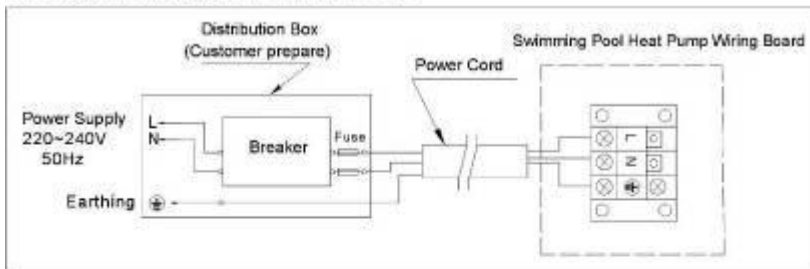 Distribution Box
(Customer prepare)
Swimming Pool Heat Pump Wiring Board
Power Cord
Power Supply
220~240V
50Hz
L
N
Breaker
Fuse
Earthing
L
N